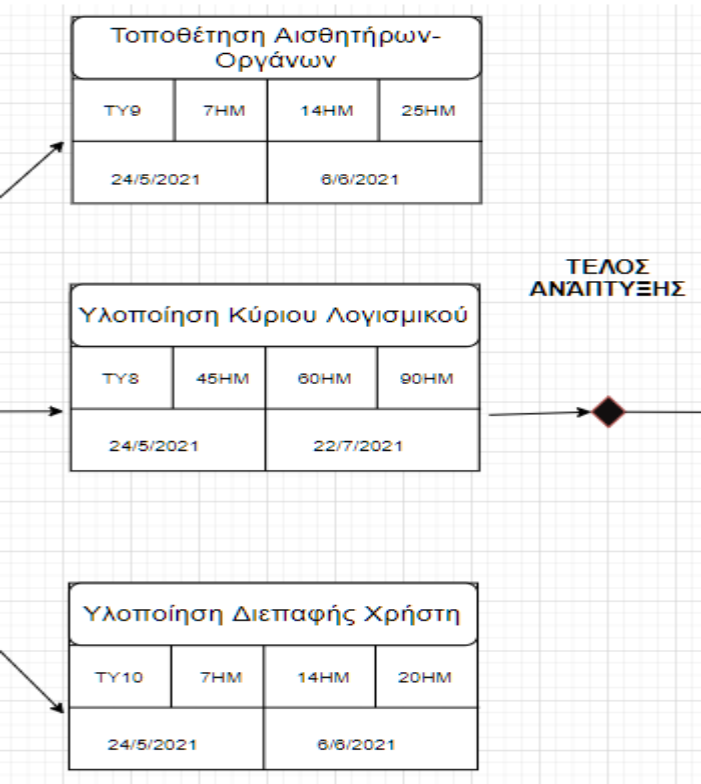 Τοποθέτηση Αισθητήρων-
Οργάνων
ΤΥ9 7ΗΜ 14ΗΜ 25ΗΜ
24/5/2021 6/6/2021
ΤΕΛΟΣ
ΑΝΆΠΤΥΞΗΣ
Υλοποίηση Κύριου Λογισμικού
ΤΥ8 45ΗΜ 60ΗΜ 90ΗΜ
24/5/2021 22/7/2021
Υλοποίηση Διεπαφής Χρήστη
ΤΥ10 7ΗΜ 14ΗΜ 20ΗΜ
24/5/2021 6/6/2021